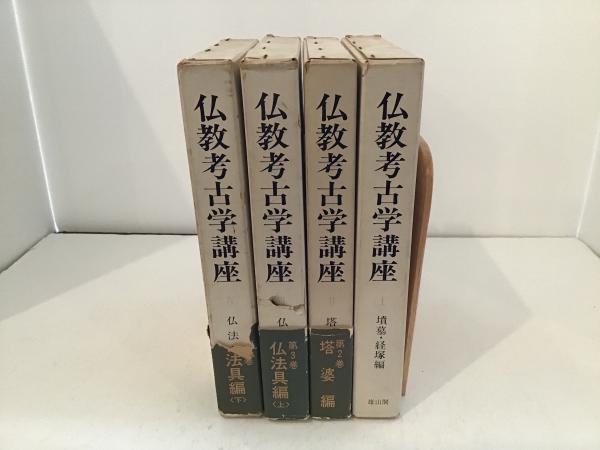 仏教考古学講座
仏法
法具編
〈下〉
仏教考古学講座
仏
第3巻
仏法具編
〈上〉
仏教考古学講座
塔
第2巻
塔婆編
仏教考古学講座
墳墓・経塚編
雄山閣